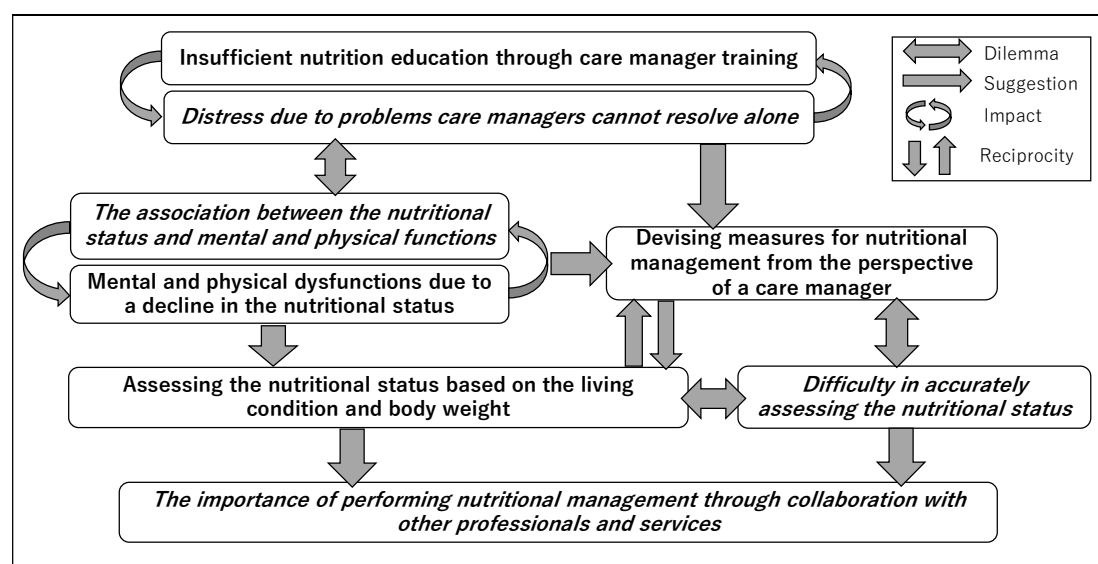 Insufficient nutrition education through care manager training
Distress due to problems care managers cannot resolve alone
Dilemma
Suggestion
Impact
Reciprocity
The association between the nutritional
status and mental and physical functions
Mental and physical dysfunctions due to
a decline in the nutritional status
Devising measures for nutritional
management from the perspective
of a care manager
Assessing the nutritional status based on the living
condition and body weight
Difficulty in accurately
assessing the nutritional status
The importance of performing nutritional management through collaboration with
other professionals and services